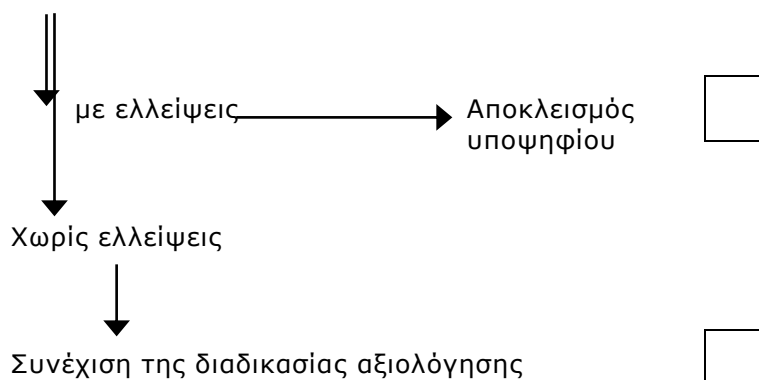 με ελλείψεις
Αποκλεισμός
υποψηφίου
Χωρίς ελλείψεις
Συνέχιση της διαδικασίας αξιολόγησης